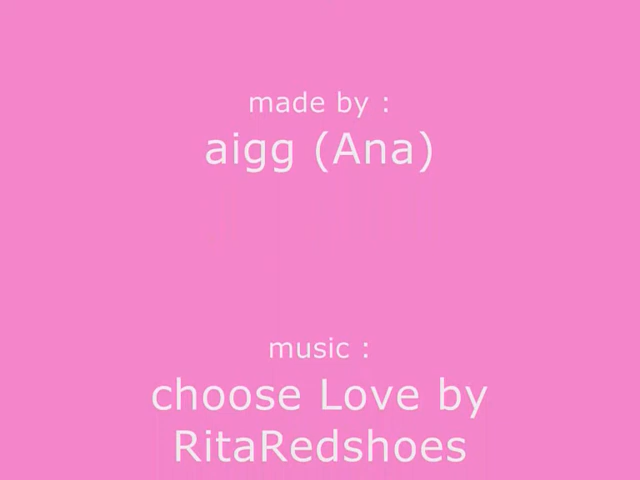 made by :
aigg (Ana)
music :
choose Love by
RitaRedshoes